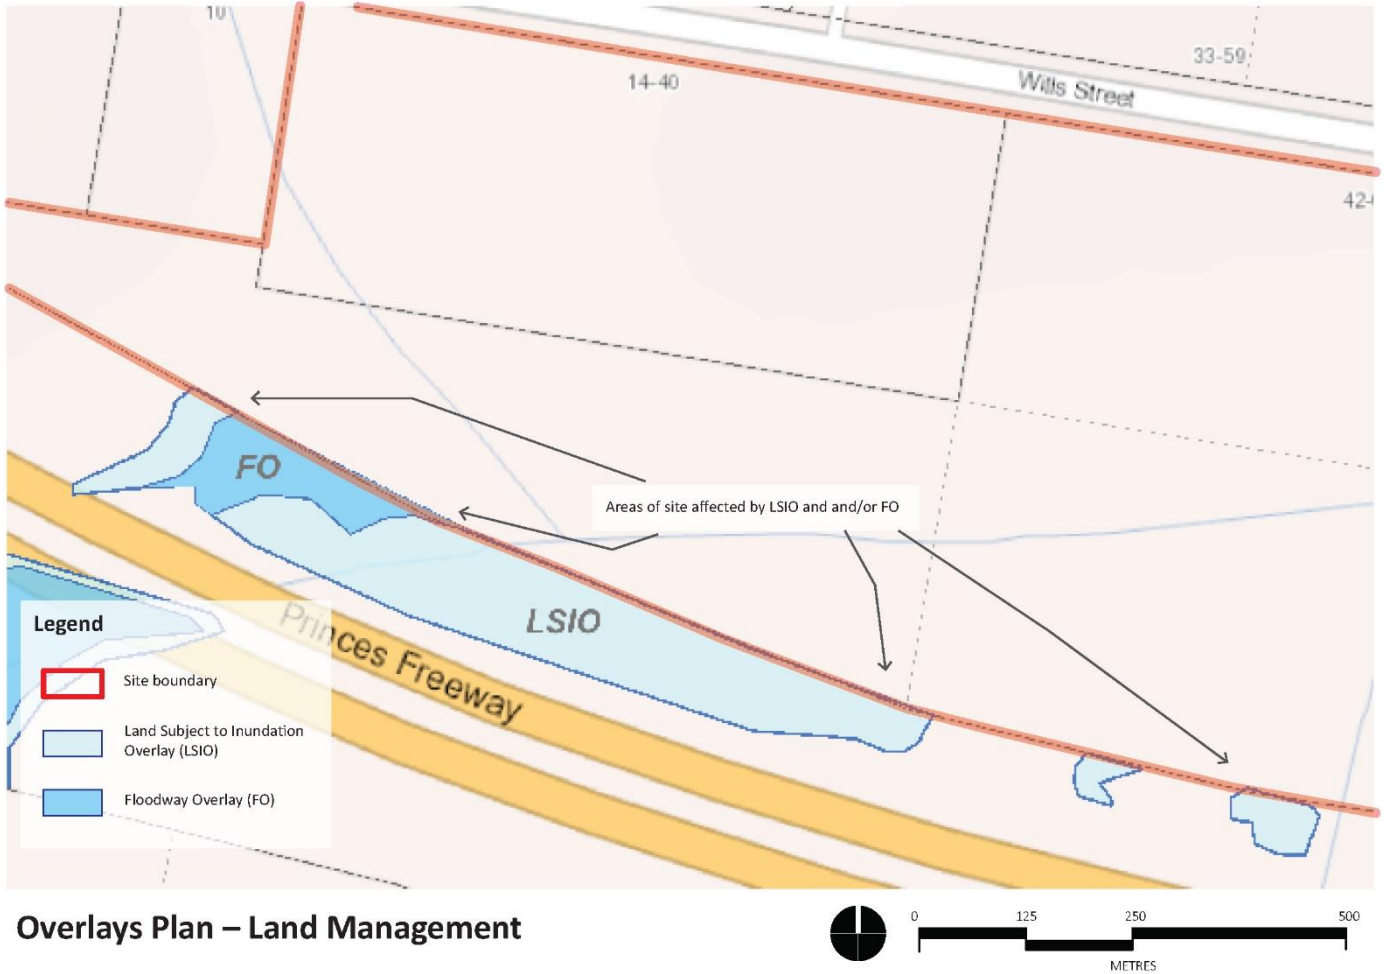 10
14-40
33-59
Wills Street
42-
FO
Areas of site affected by LSIO and and/or FO
LSIO
Princes Freeway
Legend
Site boundary
Land Subject to Inundation
Overlay (LSIO)
Floodway Overlay (FO)
Overlays Plan – Land Management
0 125 250 500
METRES